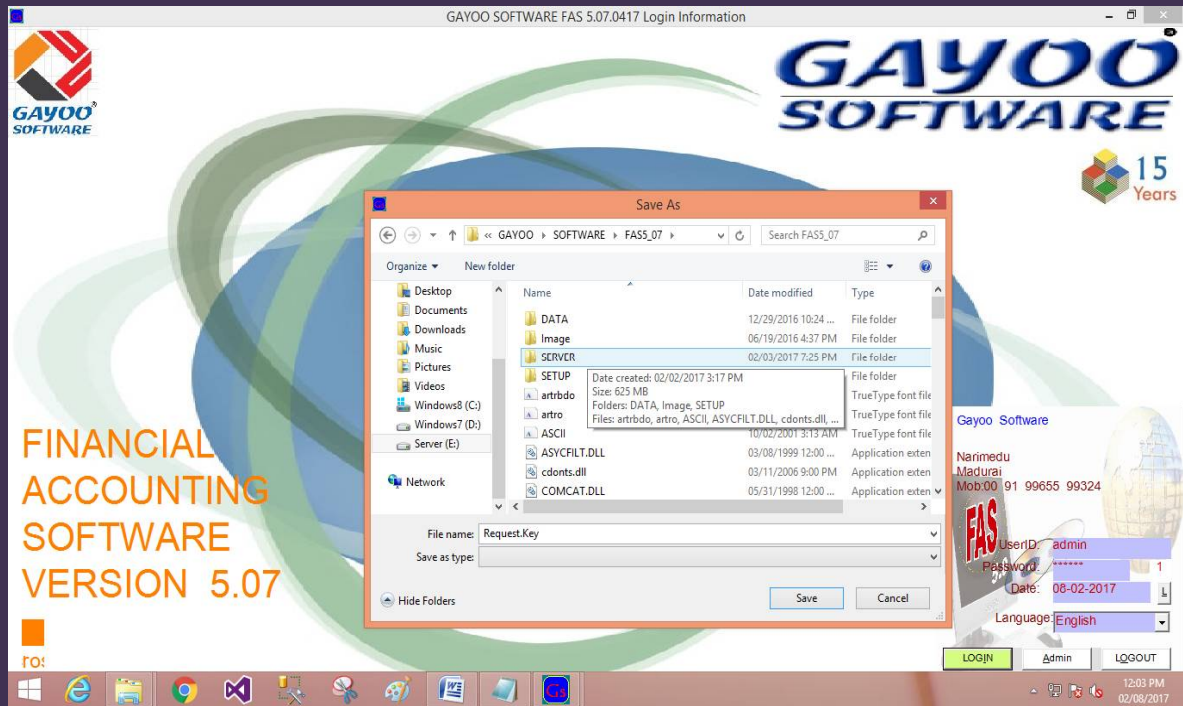 GAYOO SOFTWARE FAS 5.07.0417 Login Information
GAYOO
SOFTWARE
GAYOO
SOFTWARE
15
Years
Save As
« GAYOO SOFTWARE FAS5_07
Search FAS5_07
Organize
New folder
Desktop
Documents
Downloads
Music
Pictures
Videos
Windows8 (C:)
Windows7 (D:)
Server (E:)
Network
Name Date modified Type
DATA 12/29/2016 10:24 ... File folder
Image 06/19/2016 4:37 PM File folder
SERVER 02/03/2017 7:25 PM File folder
SETUP File folder
artrbdo TrueType font file
artro TrueType font file
ASCII 10/02/2001 3:13 AM TrueType font file
ASYCFILT.DLL 03/08/1999 12:00 ... Application exten
cdonts.dll 03/11/2006 9:00 PM Application exten
COMCAT.DLL 05/31/1998 12:00 ... Application exten
Date created: 02/02/2017 3:17 PM
Size: 625 MB
Folders: DATA, Image, SETUP
Files: artrbdo, artro, ASCII, ASYCFILT.DLL, cdonts.dll, ...
File name: Request.Key
Save as type:
Hide Folders
Save
Cancel
FINANCIAL
ACCOUNTING
SOFTWARE
VERSION 5.07
Gayoo Software
Narimedu
Madurai
Mob:00 91 99655 99324
FAS
UserID: admin
Password: ****** 1
Date: 08-02-2017 L
Language: English
LOGIN
Admin
LOGOUT
Gs
12:03 PM
02/08/2017